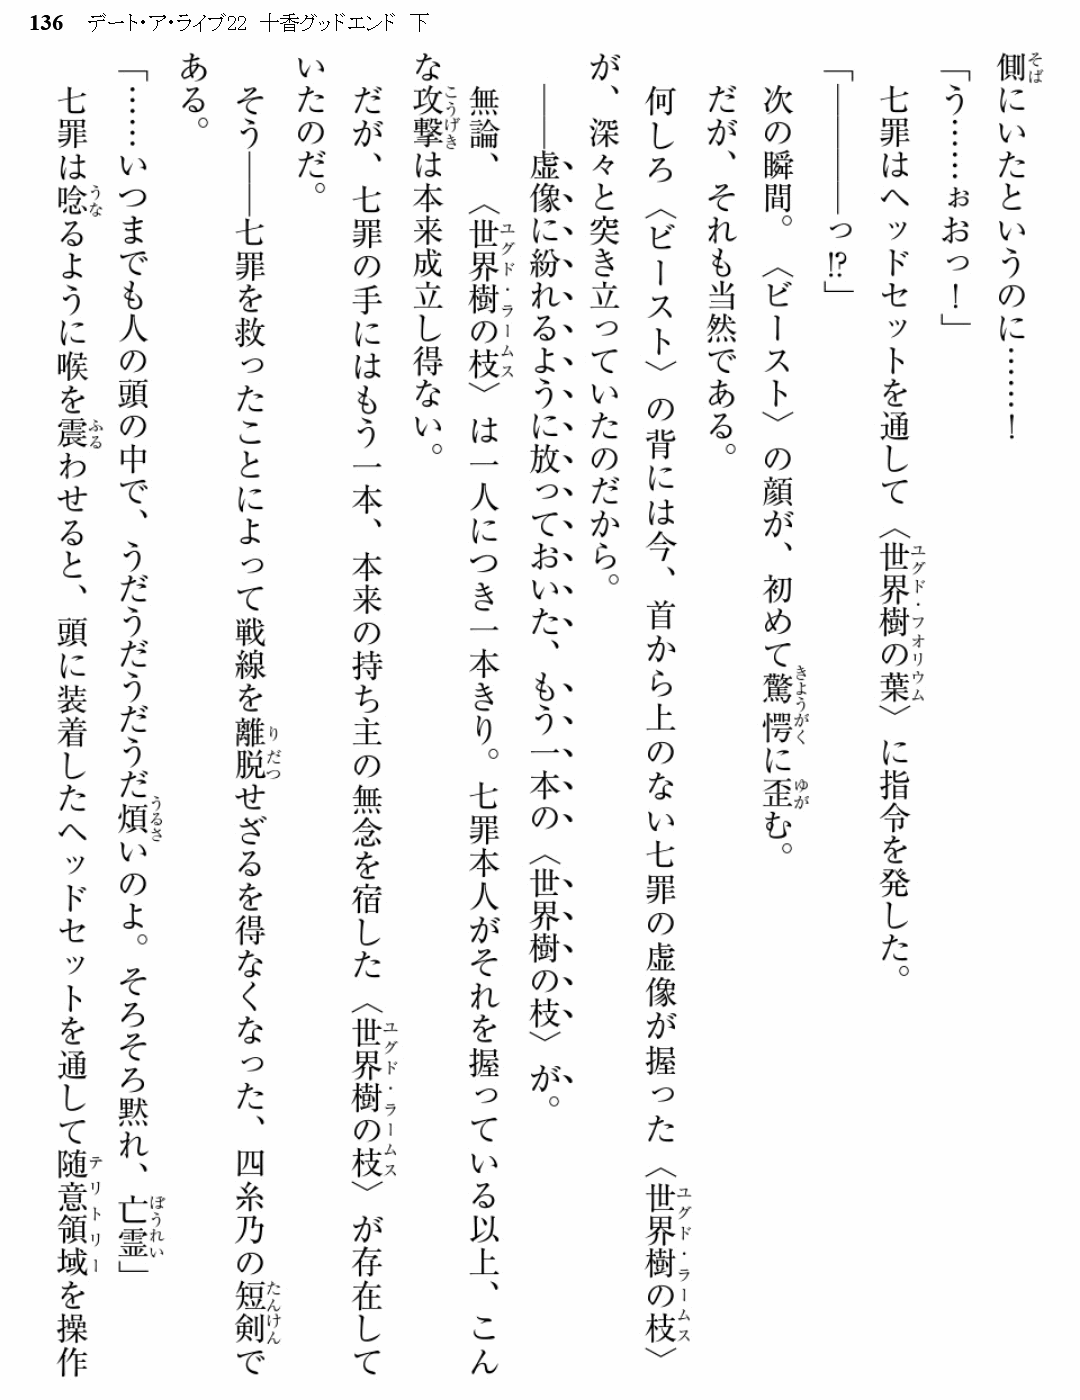 136 デート・ア・ライブ22 十香グッドエンド 下
側にいたというのに……！
「う……ぉおっ！」
七罪はヘッドセットを通して〈世界樹の葉〉に指令を発した。
「――――っ!?」
次の瞬間。〈ビースト〉の顔が、初めて驚愕に歪む。
だが、それも当然である。
何しろ〈ビースト〉の背には今、首から上のない七罪の虚像が握った〈世界樹の枝〉
が、深々と突き立っていたのだから。
――虚像に紛れるように放っておいた、もう一本の〈世界樹の枝〉が。
無論、〈世界樹の枝〉は一人につき一本きり。七罪本人がそれを握っている以上、こん
な攻撃は本来成立し得ない。
だが、七罪の手にはもう一本、本来の持ち主の無念を宿した〈世界樹の枝〉が存在して
いたのだ。
そう――七罪を救ったことによって戦線を離脱せざるを得なくなった、四糸乃の短剣で
ある。
「……いつまでも人の頭の中で、うだうだうだうだ煩いのよ。そろそろ黙れ、亡霊」
七罪は唸るように喉を震わせると、頭に装着したヘッドセットを通して随意領域を操作